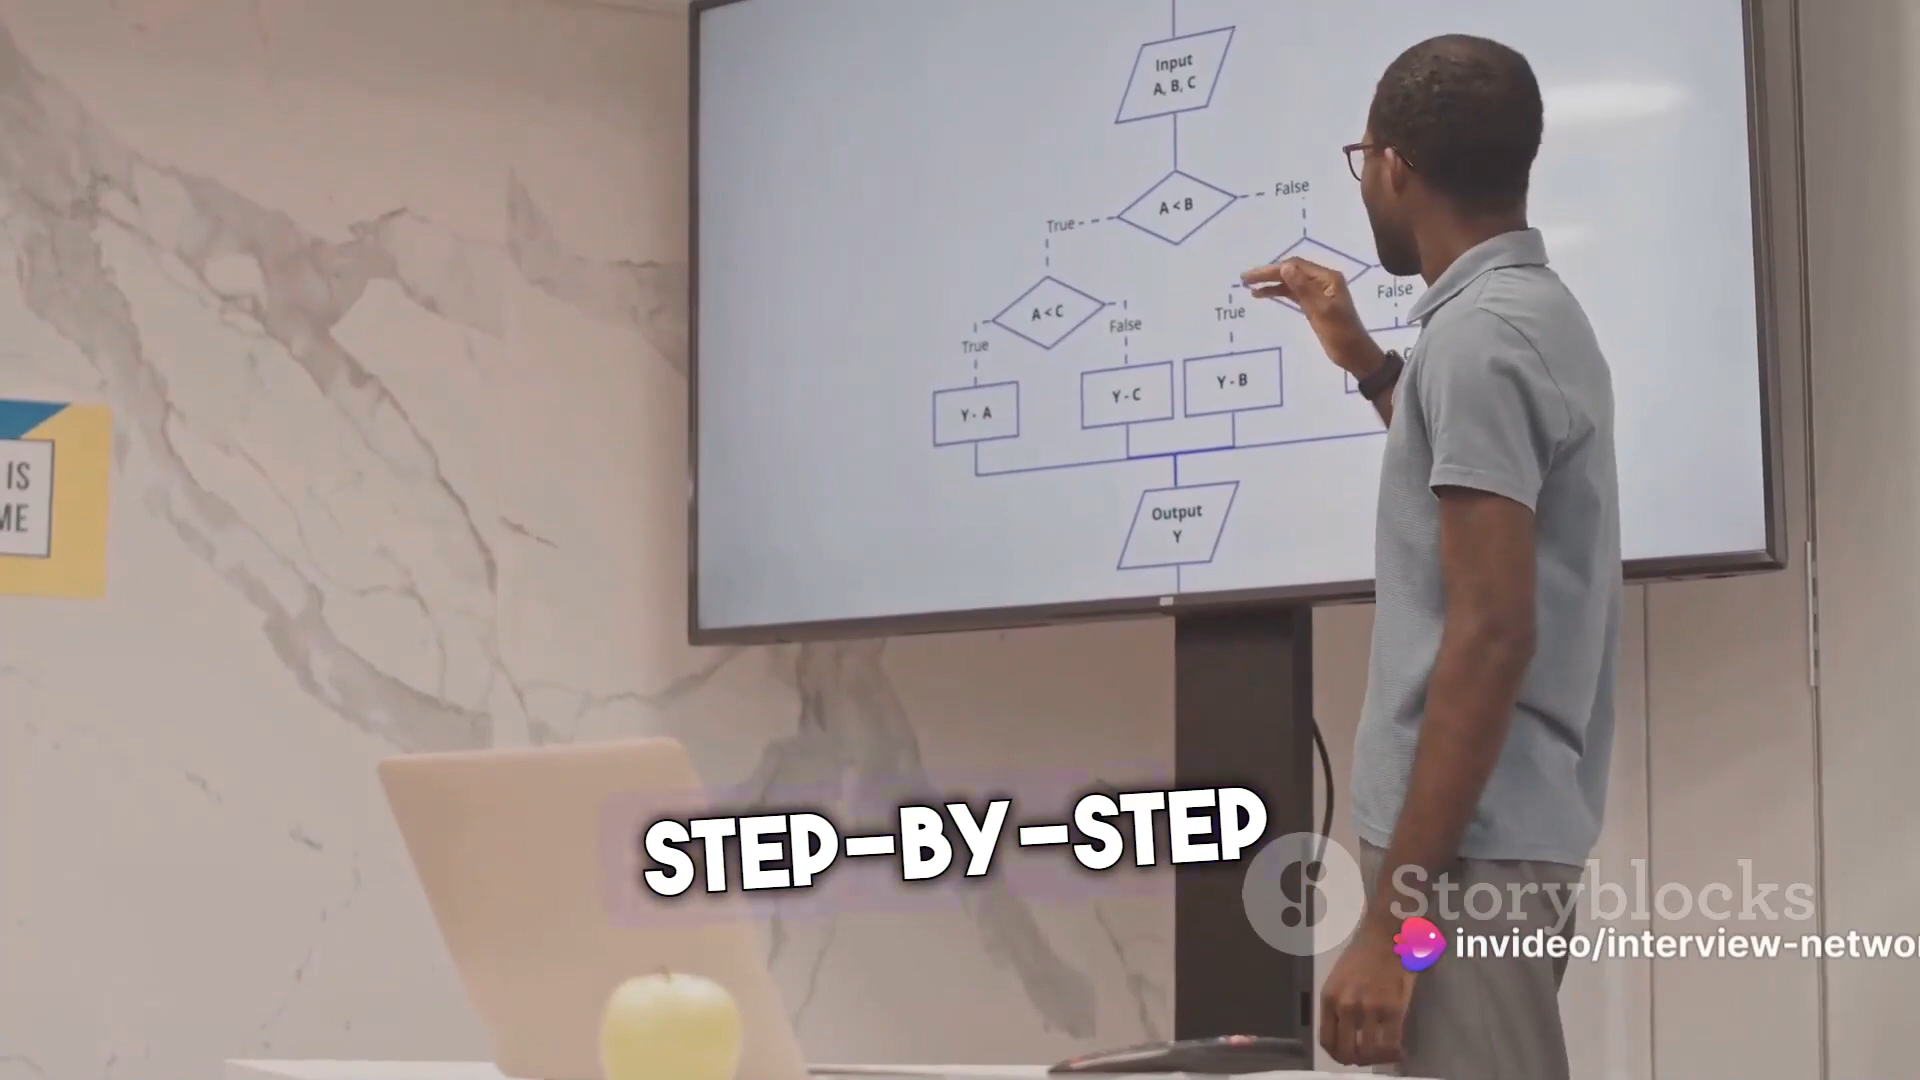 Input
A, B, C
A < B
False
True
A < C
False
True
False
True
Y - A
Y - C
Y - B
Output
Y
IS
ME
STEP-BY-STEP
Storyblocks
invideo/interview-networ